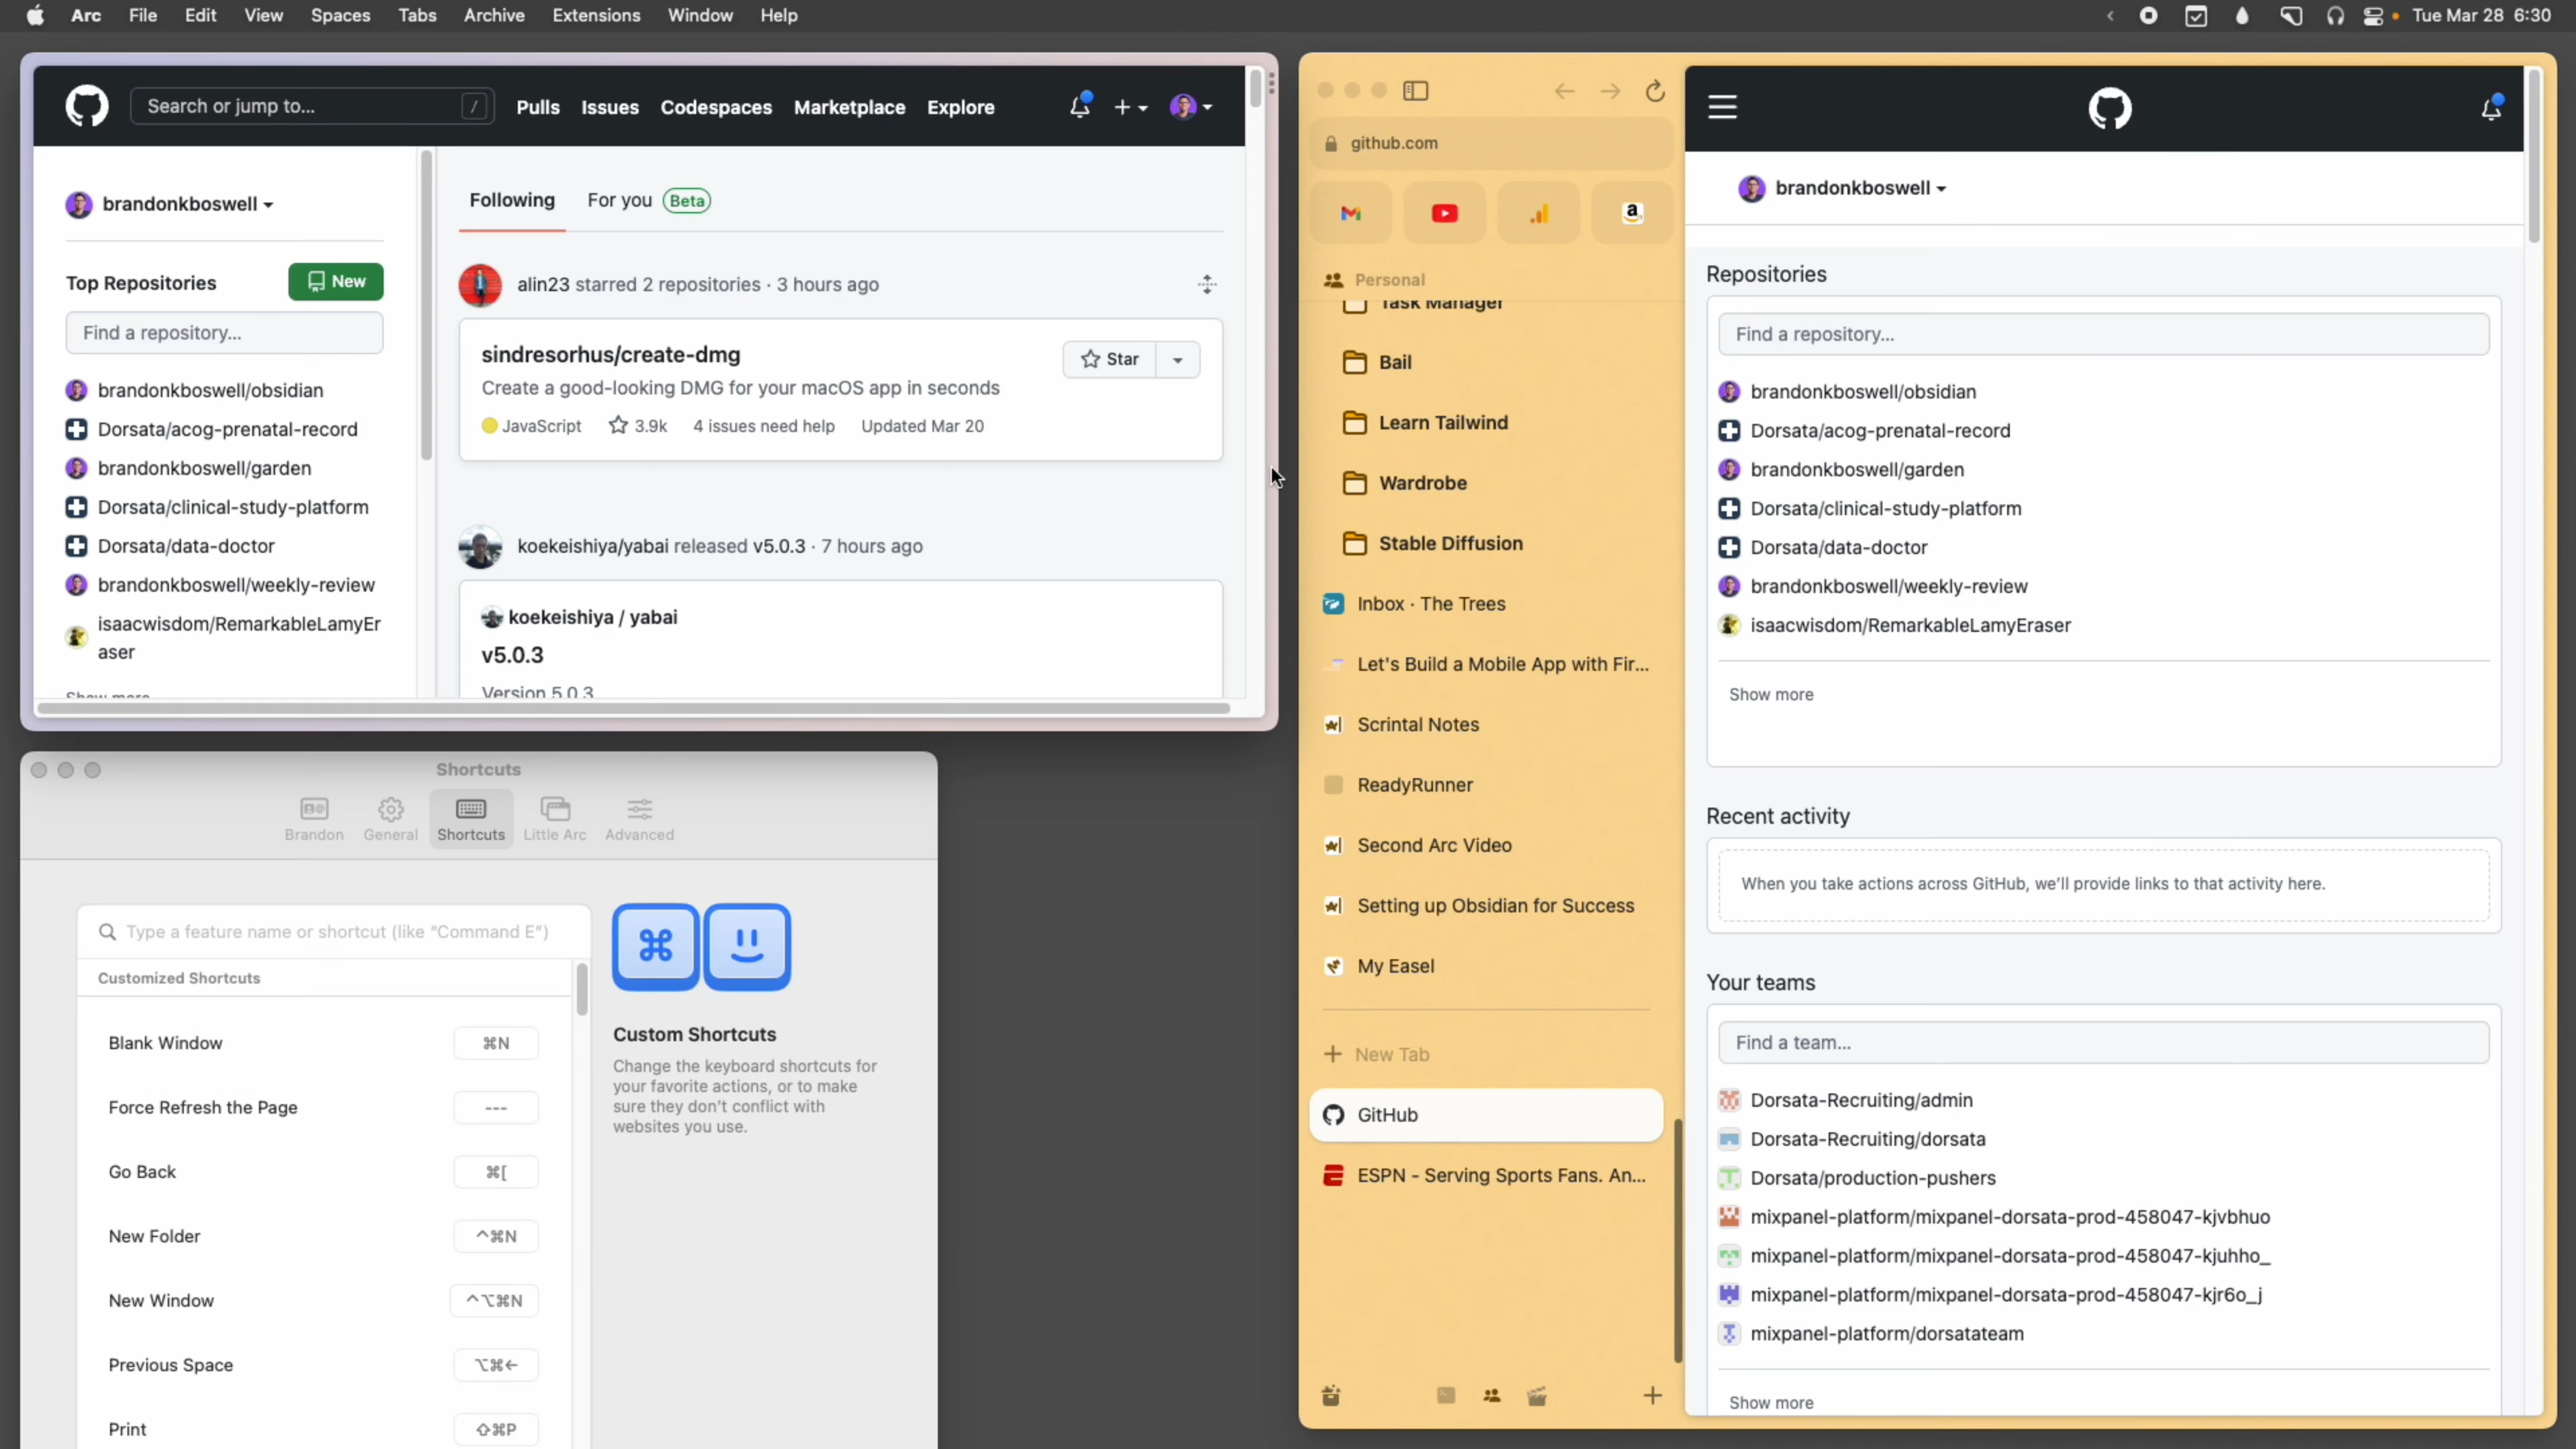 Arc File Edit View Spaces Tabs Archive Extensions Window Help
Tue Mar 28 6:30
Search or jump to... /
Pulls Issues Codespaces Marketplace Explore
brandonkboswell
Top Repositories
New
Find a repository...
brandonkboswell/obsidian
Dorsata/acog-prenatal-record
brandonkboswell/garden
Dorsata/clinical-study-platform
Dorsata/data-doctor
brandonkboswell/weekly-review
isaacwisdom/RemarkableLamyEr
aser
Show more
Following For you Beta
alin23 starred 2 repositories · 3 hours ago
sindresorhus/create-dmg
Star
Create a good-looking DMG for your macOS app in seconds
JavaScript 3.9k 4 issues need help Updated Mar 20
koekeishiya/yabai released v5.0.3 · 7 hours ago
koekeishiya / yabai
v5.0.3
Version 5.0.3
Shortcuts
Brandon General Shortcuts Little Arc Advanced
Type a feature name or shortcut (like "Command E")
Customized Shortcuts
Blank Window ⌘N
Force Refresh the Page ---
Go Back ⌘[
New Folder ^⌘N
New Window ^⌥⌘N
Previous Space ⌥⌘←
Print ⇧⌘P
Custom Shortcuts
Change the keyboard shortcuts for
your favorite actions, or to make
sure they don't conflict with
websites you use.
github.com
Personal
Task Manager
Bail
Learn Tailwind
Wardrobe
Stable Diffusion
Inbox · The Trees
Let's Build a Mobile App with Fir...
Scrintal Notes
ReadyRunner
Second Arc Video
Setting up Obsidian for Success
My Easel
+ New Tab
GitHub
ESPN - Serving Sports Fans. An...
brandonkboswell
Repositories
Find a repository...
brandonkboswell/obsidian
Dorsata/acog-prenatal-record
brandonkboswell/garden
Dorsata/clinical-study-platform
Dorsata/data-doctor
brandonkboswell/weekly-review
isaacwisdom/RemarkableLamyEraser
Show more
Recent activity
When you take actions across GitHub, we'll provide links to that activity here.
Your teams
Find a team...
Dorsata-Recruiting/admin
Dorsata-Recruiting/dorsata
Dorsata/production-pushers
mixpanel-platform/mixpanel-dorsata-prod-458047-kjvbhuo
mixpanel-platform/mixpanel-dorsata-prod-458047-kjuhho_
mixpanel-platform/mixpanel-dorsata-prod-458047-kjr6o_j
mixpanel-platform/dorsatateam
Show more